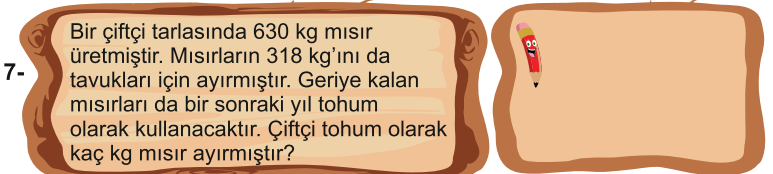 7-
Bir çiftçi tarlasında 630 kg mısır
üretmiştir. Mısırların 318 kg'ını da
tavukları için ayırmıştır. Geriye kalan
mısırları da bir sonraki yıl tohum
olarak kullanacaktır. Çiftçi tohum olarak
kaç kg mısır ayırmıştır?